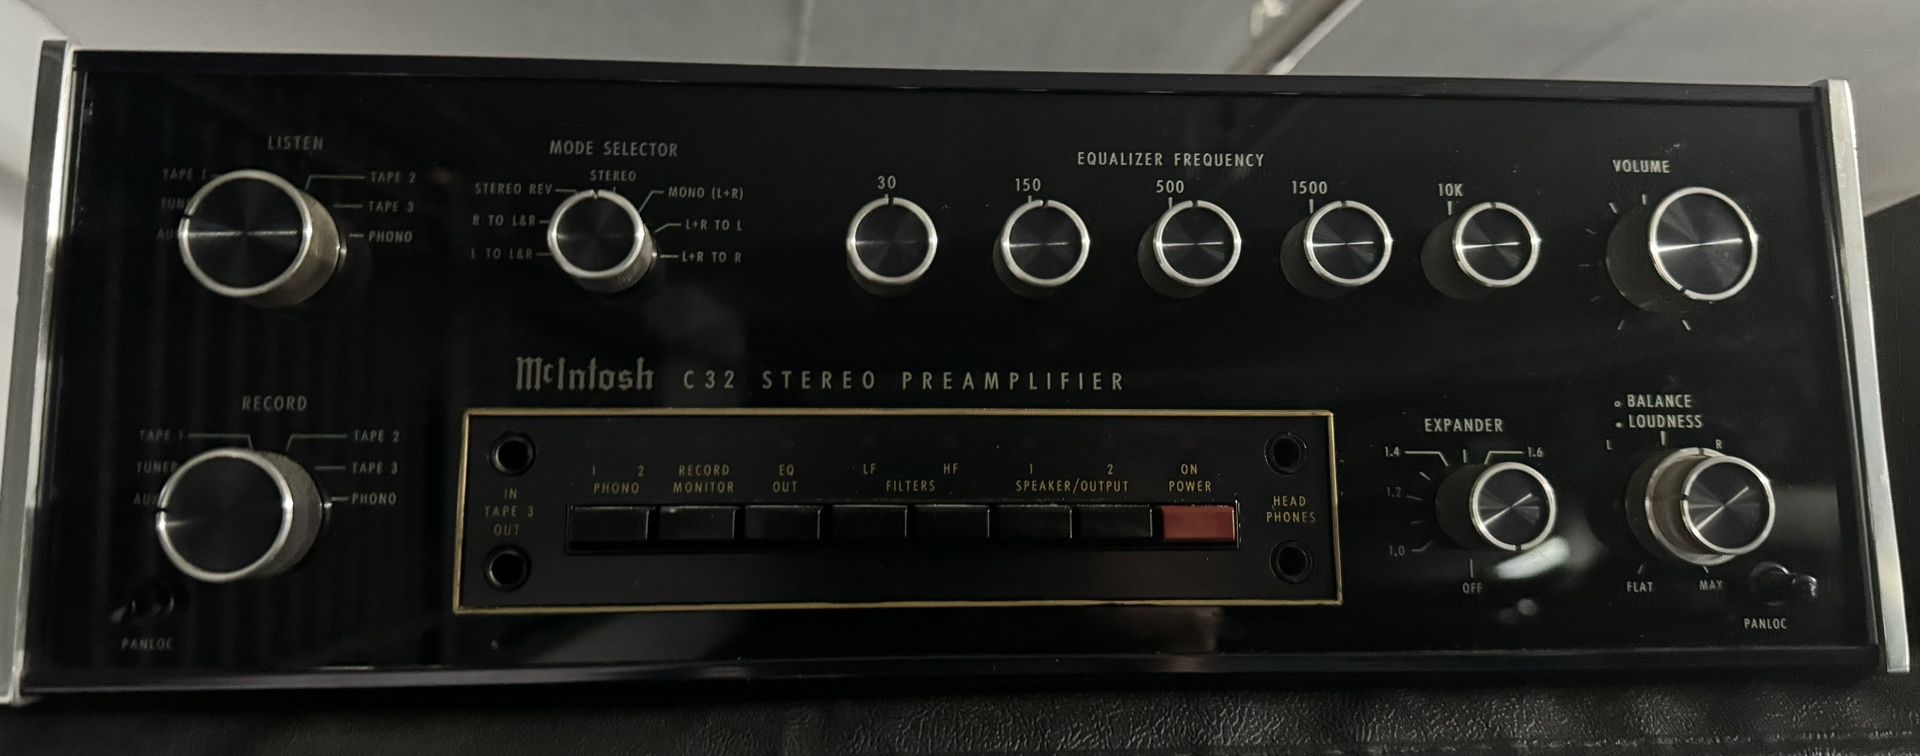 LISTEN
TAPE 1
TAPE 2
TAPE 3
PHONO
MODE SELECTOR
STEREO
STEREO REV
MONO (L+R)
R TO L&R
L+R TO L
L TO L&R
L+R TO R
EQUALIZER FREQUENCY
30
150
500
1500
10K
VOLUME
McIntosh C 32 STEREO PREAMPLIFIER
RECORD
TAPE 1
TAPE 2
TUNER
TAPE 3
PHONO
PANLOC
IN
TAPE 3
OUT
1 2
PHONO
RECORD
MONITOR
EQ
OUT
LF HF
FILTERS
1 2
SPEAKER/OUTPUT
ON
POWER
HEAD
PHONES
EXPANDER
1.4
1.6
1.2
1.0
OFF
BALANCE
LOUDNESS
L
R
FLAT
MAX
PANLOC